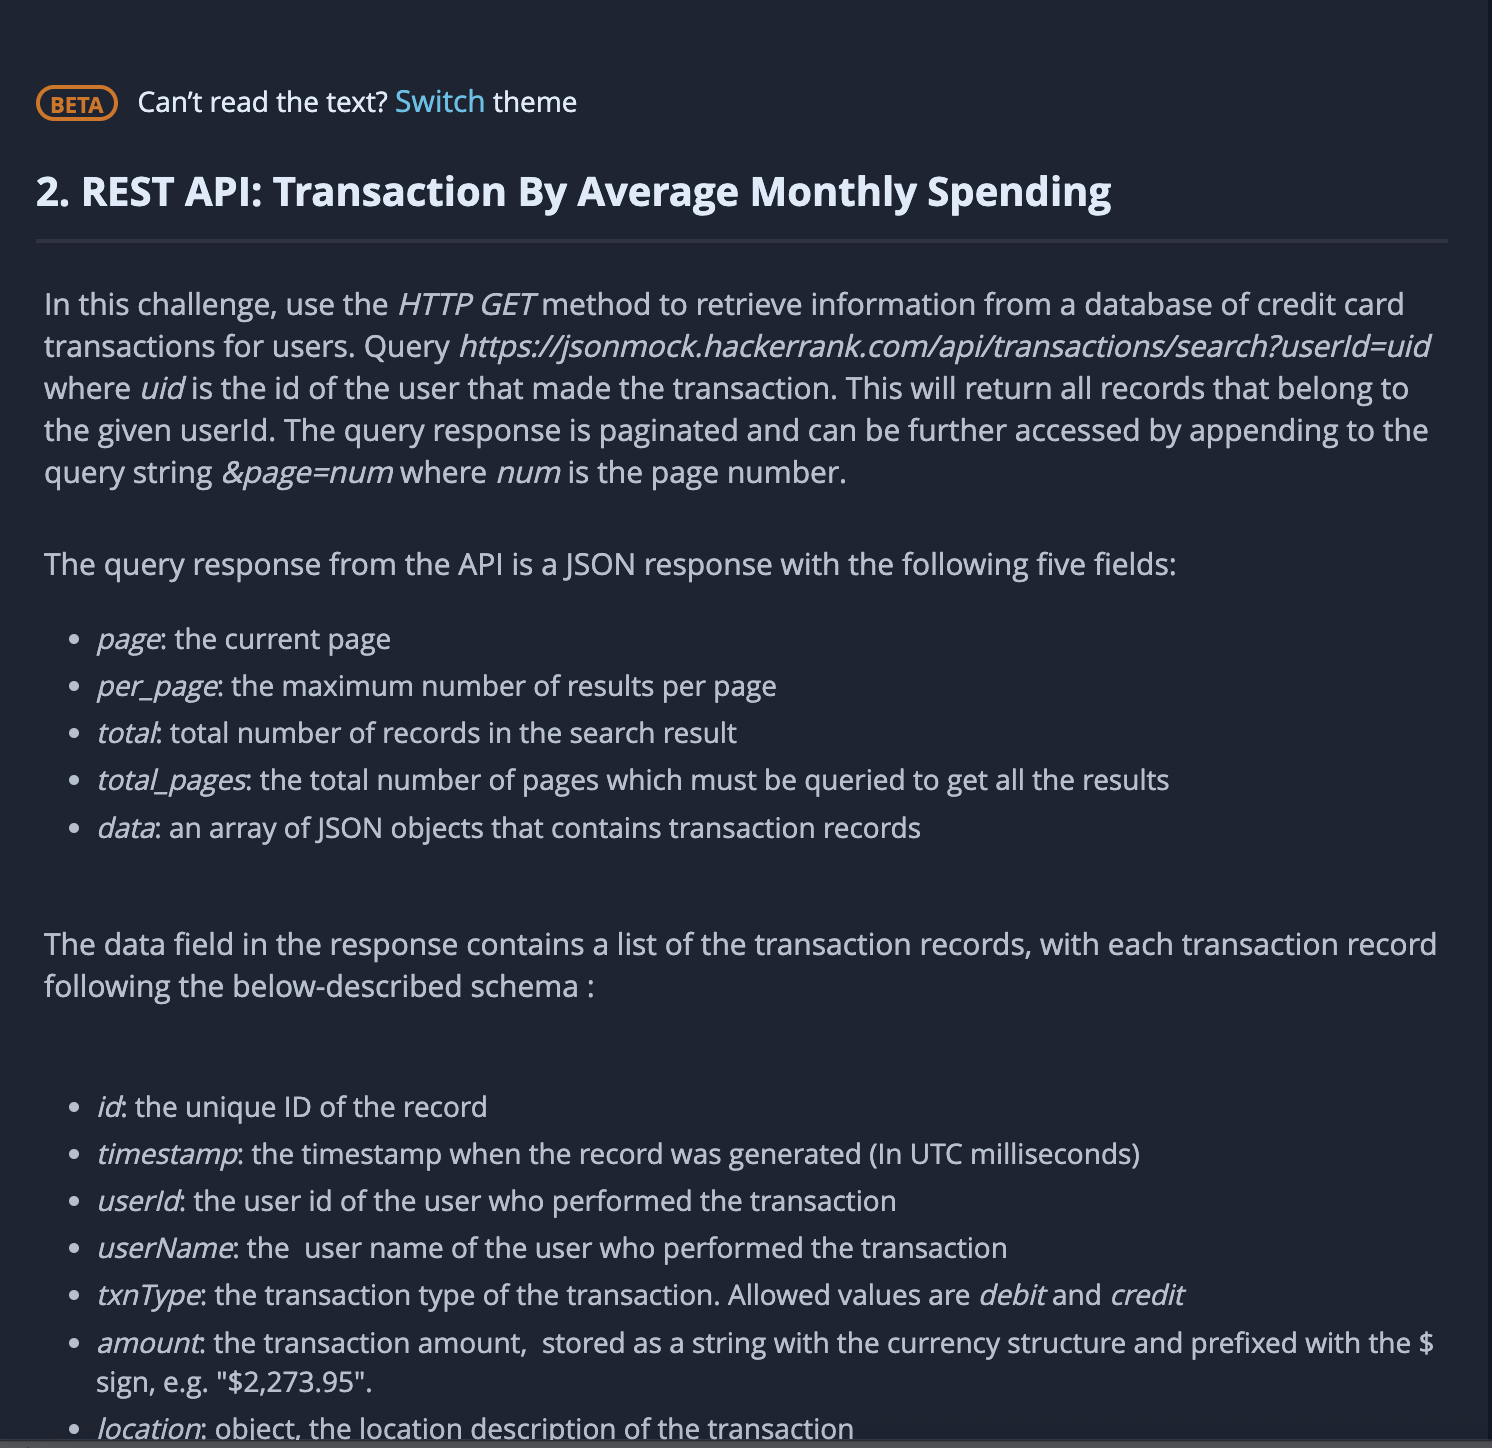 BETA Can’t read the text? Switch theme
2. REST API: Transaction By Average Monthly Spending
In this challenge, use the HTTP GET method to retrieve information from a database of credit card
transactions for users. Query https://jsonmock.hackerrank.com/api/transactions/search?userId=uid
where uid is the id of the user that made the transaction. This will return all records that belong to
the given userId. The query response is paginated and can be further accessed by appending to the
query string &page=num where num is the page number.
The query response from the API is a JSON response with the following five fields:
• page: the current page
• per_page: the maximum number of results per page
• total: total number of records in the search result
• total_pages: the total number of pages which must be queried to get all the results
• data: an array of JSON objects that contains transaction records
The data field in the response contains a list of the transaction records, with each transaction record
following the below-described schema :
• id: the unique ID of the record
• timestamp: the timestamp when the record was generated (In UTC milliseconds)
• userId: the user id of the user who performed the transaction
• userName: the  user name of the user who performed the transaction
• txnType: the transaction type of the transaction. Allowed values are debit and credit
• amount: the transaction amount,  stored as a string with the currency structure and prefixed with the $
sign, e.g. "$2,273.95".
• location: object, the location description of the transaction